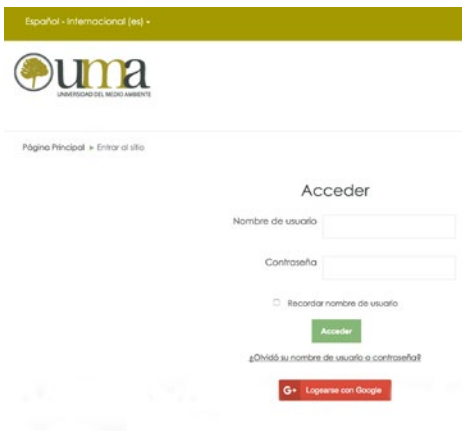 Español - Internacional (es)
uma
UNIVERSIDAD DEL MEDIO AMBIENTE
Página Principal ▸ Entrar al sitio
Acceder
Nombre de usuario
Contraseña
Recordar nombre de usuario
Acceder
¿Olvidó su nombre de usuario o contraseña?
G+ Logearse con Google